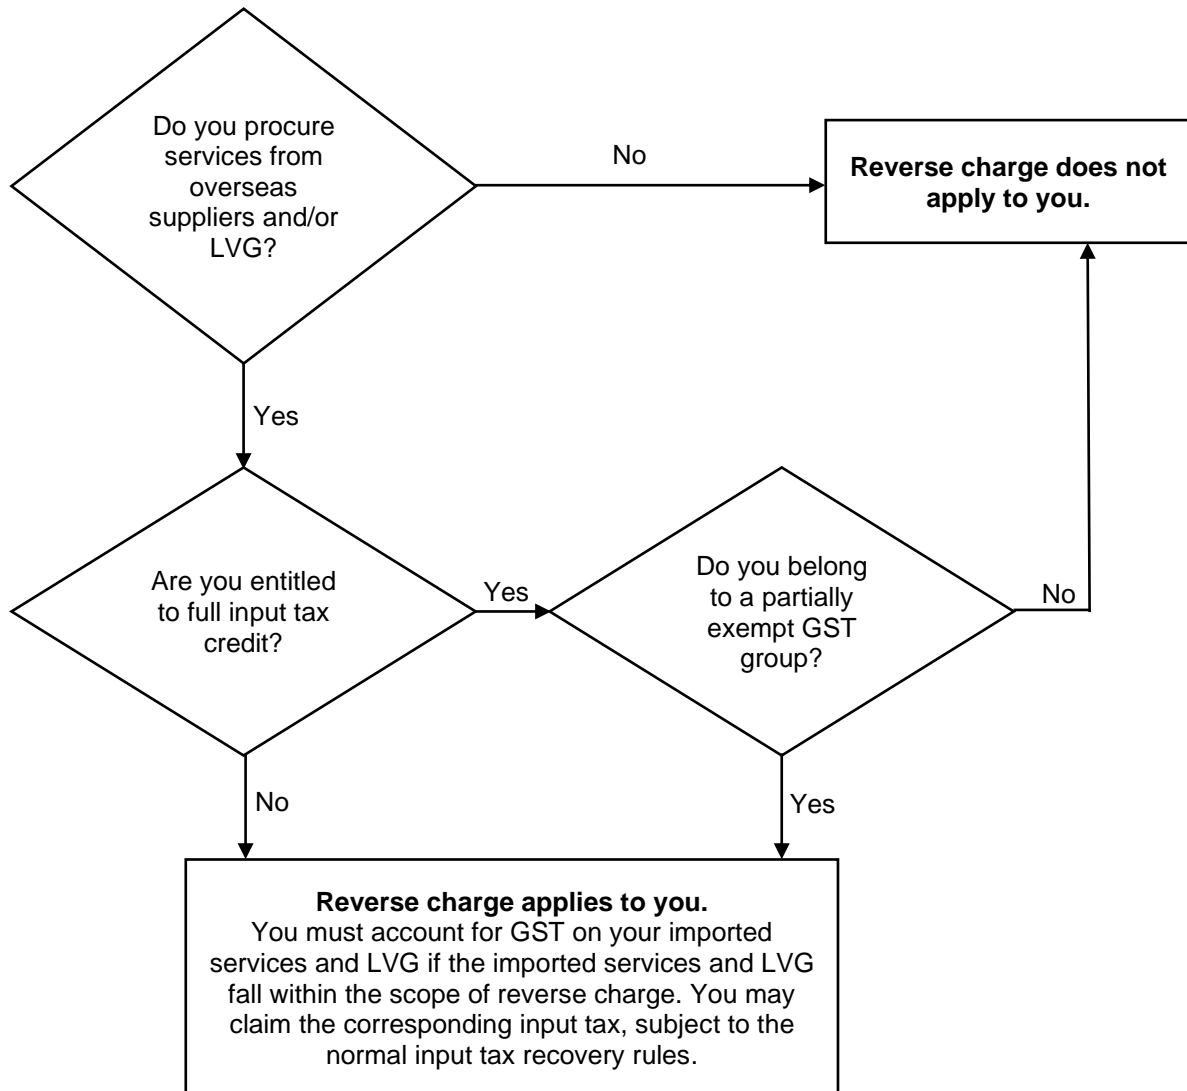 Do you procure
services from
overseas
suppliers and/or
LVG?
No
Reverse charge does not
apply to you.
Yes
Are you entitled
to full input tax
credit?
Yes
Do you belong
to a partially
exempt GST
group?
No
No
Yes
Reverse charge applies to you.
You must account for GST on your imported
services and LVG if the imported services and LVG
fall within the scope of reverse charge. You may
claim the corresponding input tax, subject to the
normal input tax recovery rules.